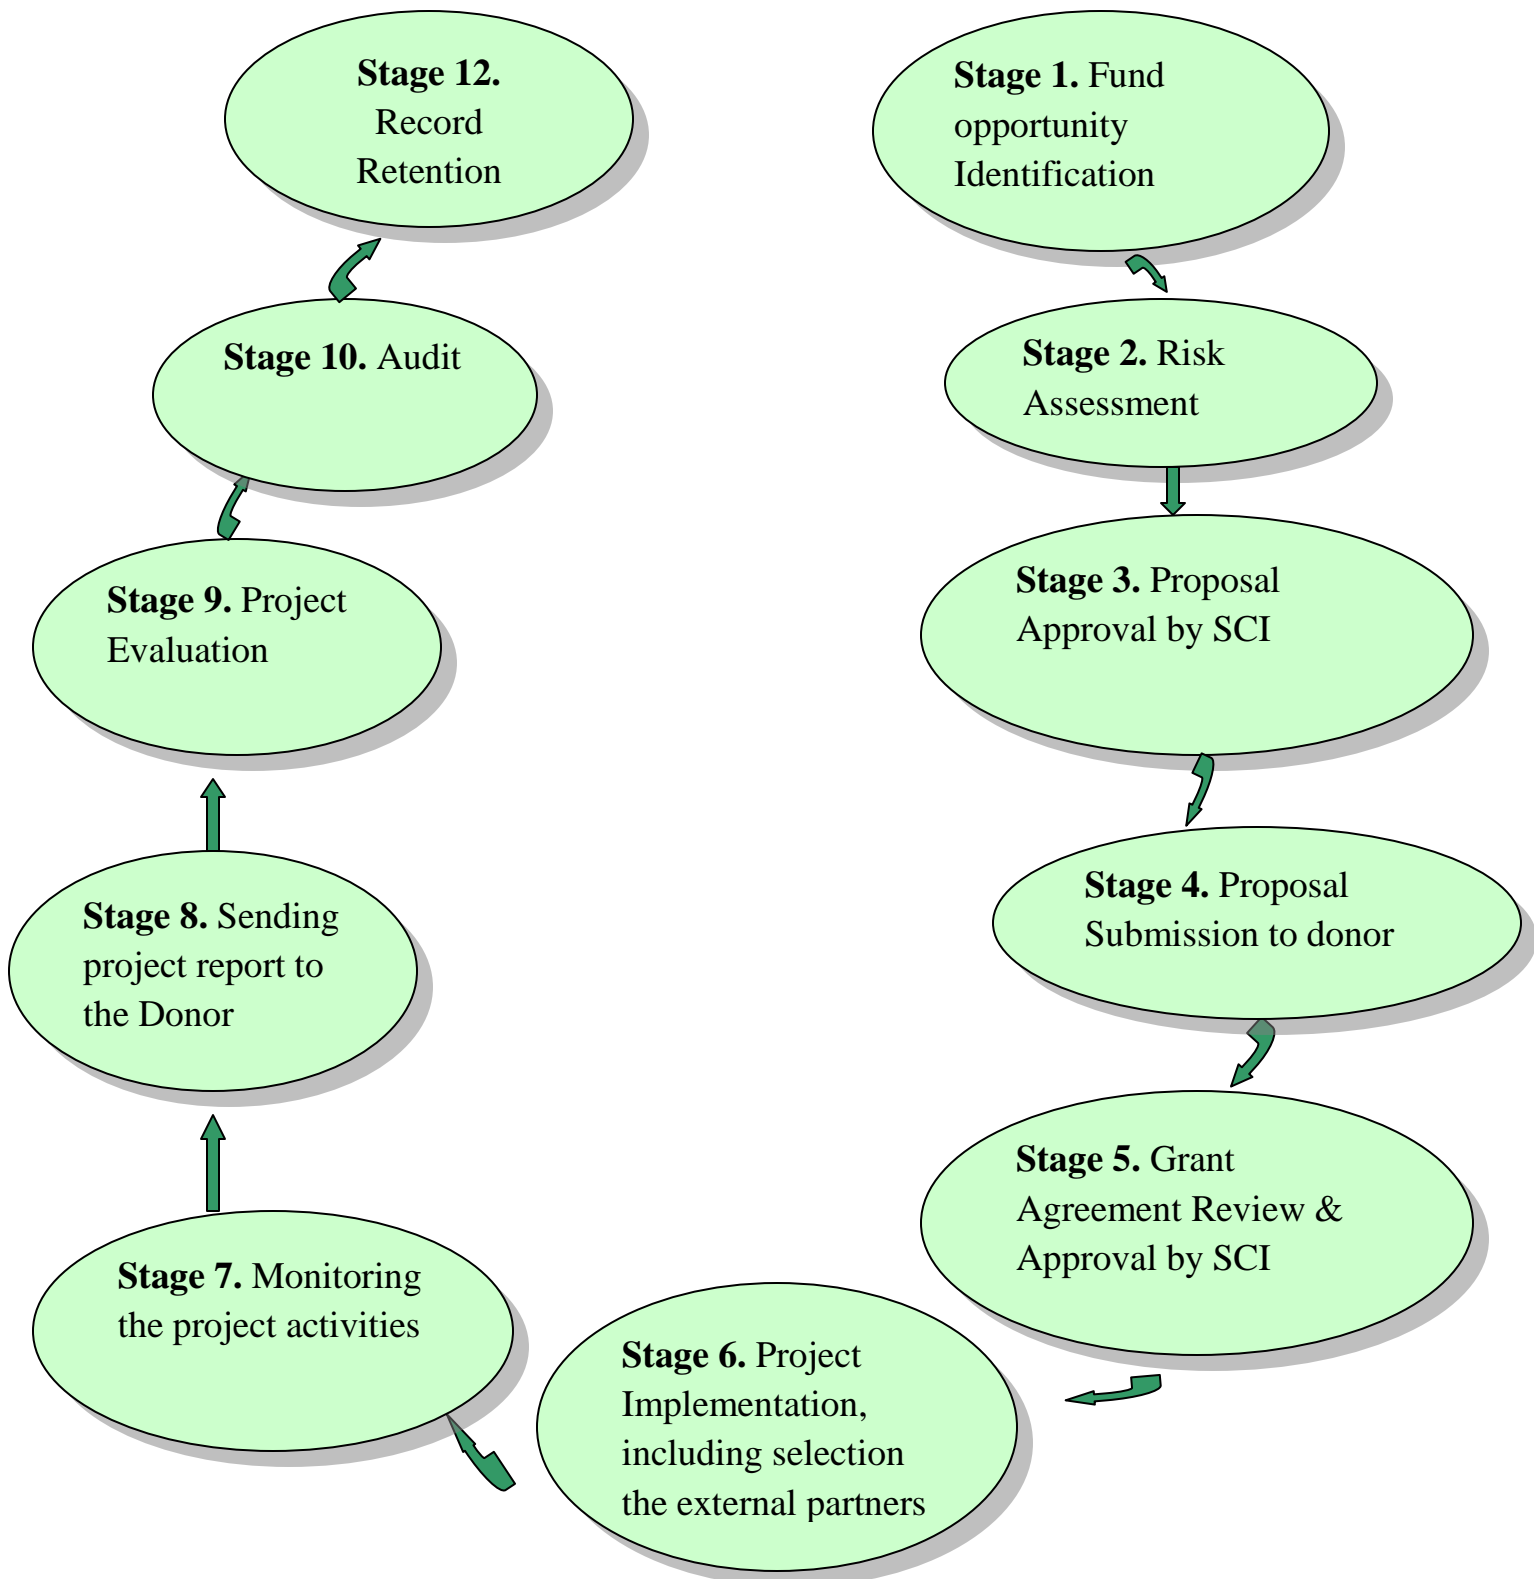 Stage 1. Fund
opportunity
Identification
Stage 2. Risk
Assessment
Stage 3. Proposal
Approval by SCI
Stage 4. Proposal
Submission to donor
Stage 5. Grant
Agreement Review &
Approval by SCI
Stage 6. Project
Implementation,
including selection
the external partners
Stage 7. Monitoring
the project activities
Stage 8. Sending
project report to
the Donor
Stage 9. Project
Evaluation
Stage 10. Audit
Stage 12.
Record
Retention